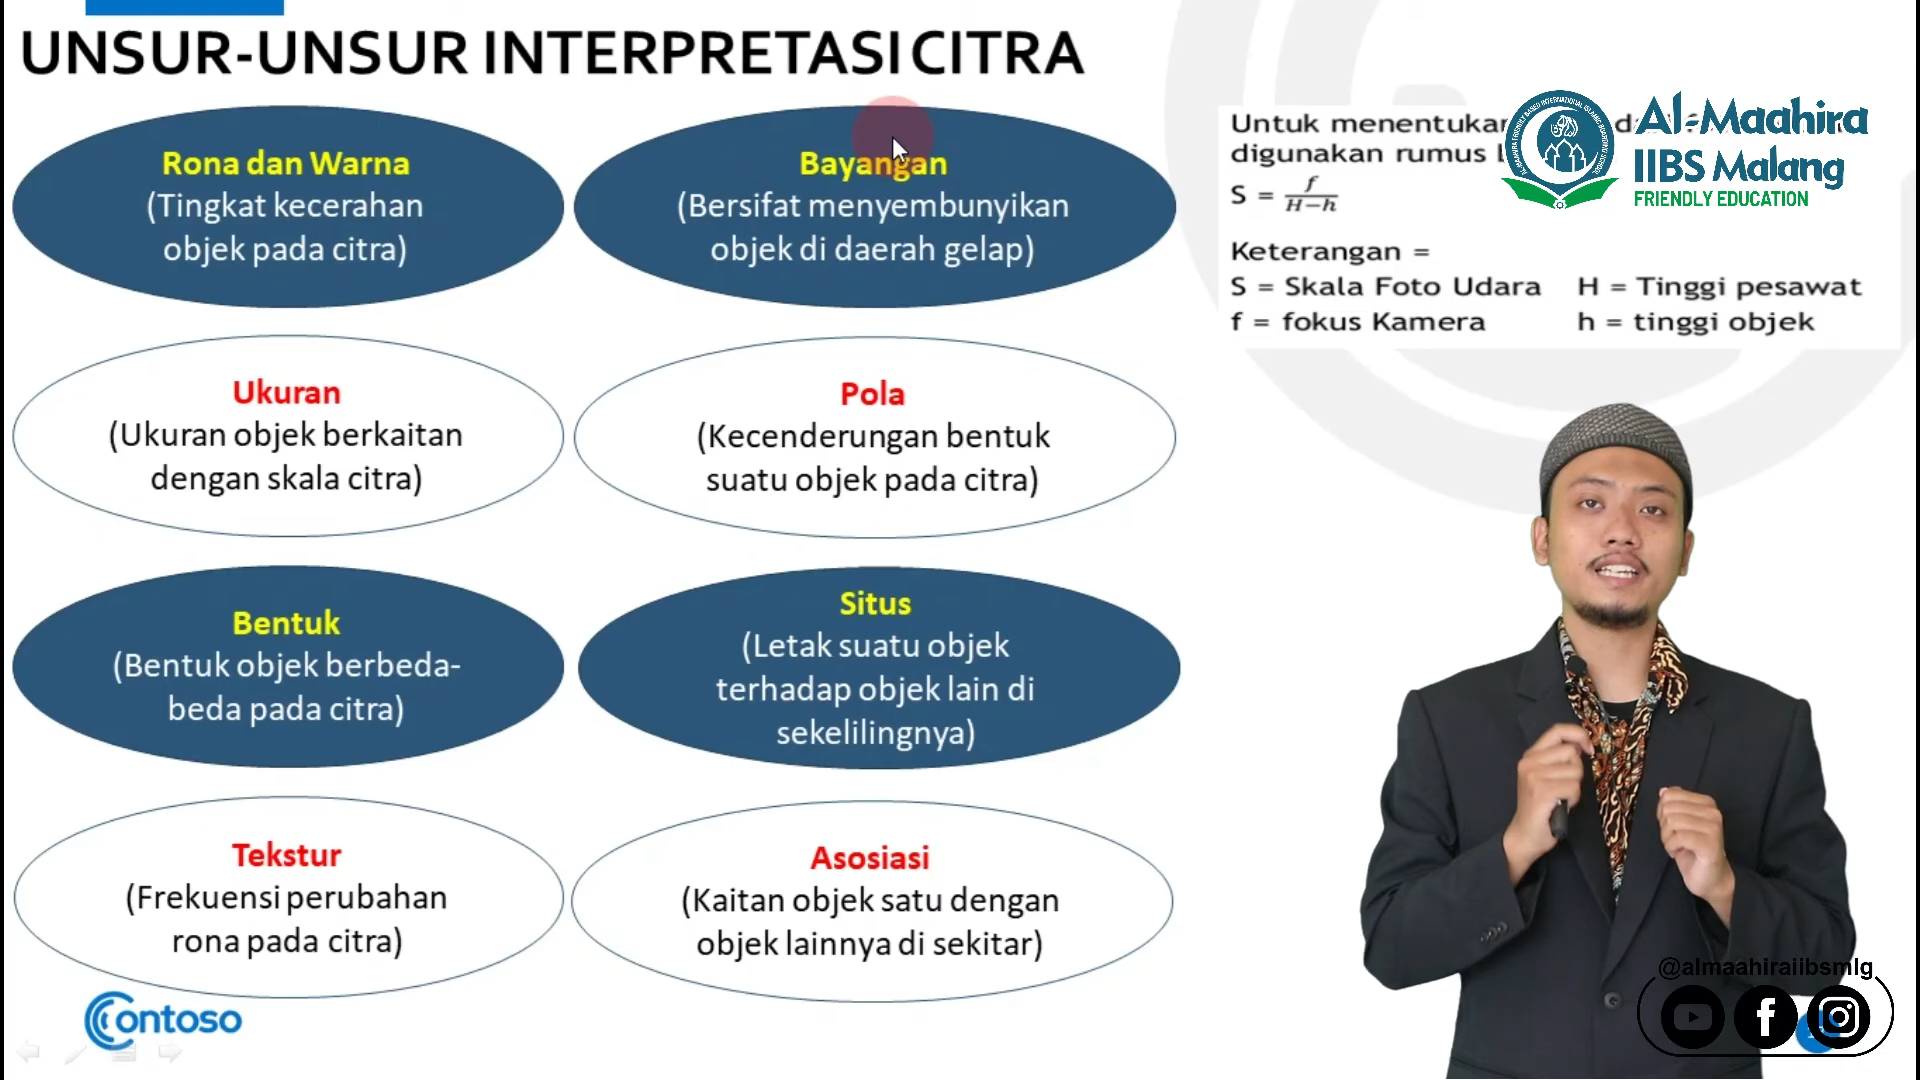 UNSUR-UNSUR INTERPRETASI CITRA
Rona dan Warna
(Tingkat kecerahan
objek pada citra)
Bayangan
(Bersifat menyembunyikan
objek di daerah gelap)
Ukuran
(Ukuran objek berkaitan
dengan skala citra)
Pola
(Kecenderungan bentuk
suatu objek pada citra)
Bentuk
(Bentuk objek berbeda-
beda pada citra)
Situs
(Letak suatu objek
terhadap objek lain di
sekelilingnya)
Tekstur
(Frekuensi perubahan
rona pada citra)
Asosiasi
(Kaitan objek satu dengan
objek lainnya di sekitar)
Untuk menentukan
digunakan rumus
S = f / H-h
Keterangan =
S = Skala Foto Udara H = Tinggi pesawat
f = fokus Kamera h = tinggi objek
Al-Maahira
IIBS Malang
FRIENDLY EDUCATION
Contoso
@almaahiraiibsmlg